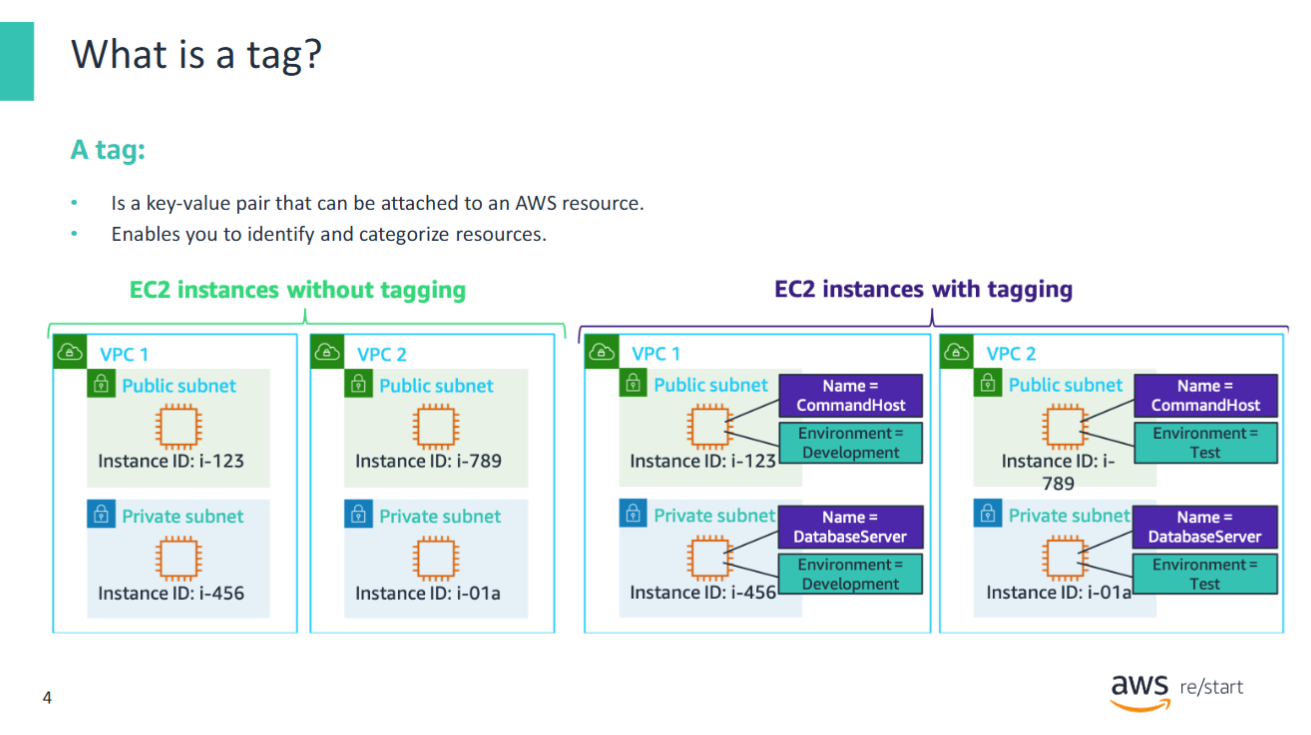 What is a tag?
A tag:
• Is a key-value pair that can be attached to an AWS resource.
• Enables you to identify and categorize resources.
EC2 instances without tagging
VPC 1
Public subnet
Instance ID: i-123
Private subnet
Instance ID: i-456
VPC 2
Public subnet
Instance ID: i-789
Private subnet
Instance ID: i-01a
EC2 instances with tagging
VPC 1
Public subnet
Name =
CommandHost
Environment =
Development
Instance ID: i-123
Private subnet
Name =
DatabaseServer
Environment =
Development
Instance ID: i-456
VPC 2
Public subnet
Name =
CommandHost
Environment =
Test
Instance ID: i-
789
Private subnet
Name =
DatabaseServer
Environment =
Test
Instance ID: i-01a
4
aws re/start